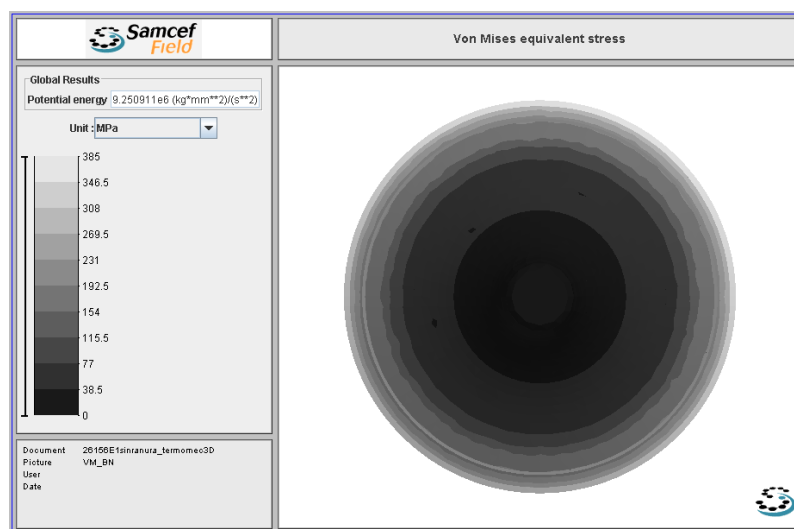 Samcef
Field
Von Mises equivalent stress
Global Results
Potential energy 9.250911e6 (kg*mm**2)/(s**2)
Unit : MPa
385
346.5
308
269.5
231
192.5
154
115.5
77
38.5
0
Document 26156E1sinranura_termomec3D
Picture VM_BN
User
Date